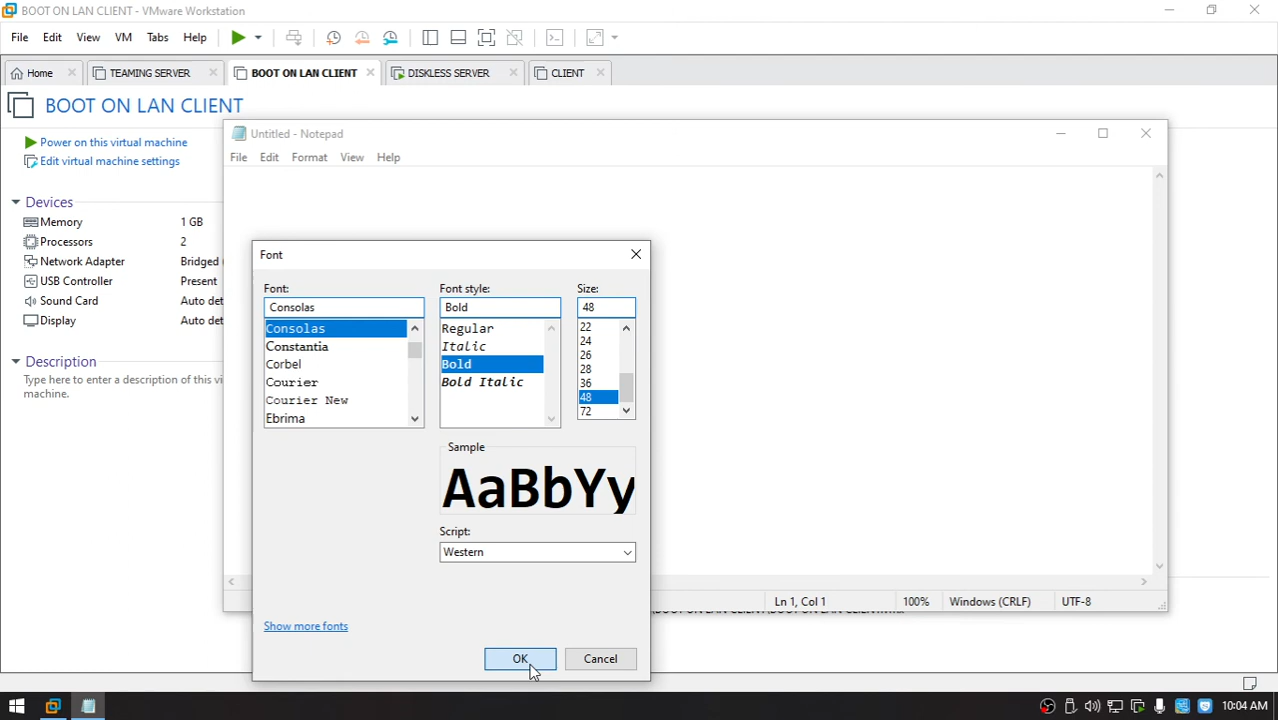 BOOT ON LAN CLIENT - VMware Workstation
File Edit View VM Tabs Help
Home TEAMING SERVER BOOT ON LAN CLIENT DISKLESS SERVER CLIENT
BOOT ON LAN CLIENT
Power on this virtual machine
Edit virtual machine settings
Devices
Memory 1 GB
Processors 2
Network Adapter Bridged
USB Controller Present
Sound Card Auto det
Display Auto det
Description
Type here to enter a description of this vi
machine.
Untitled - Notepad
File Edit Format View Help
Font
Font: Font style: Size:
Consolas Bold 48
Consolas
Constantia
Corbel
Courier
Courier New
Ebrima
Regular
Italic
Bold
Bold Italic
22
24
26
28
36
48
72
Sample
AaBbYy
Script:
Western
Show more fonts
OK Cancel
Ln 1, Col 1 100% Windows (CRLF) UTF-8
10:04 AM